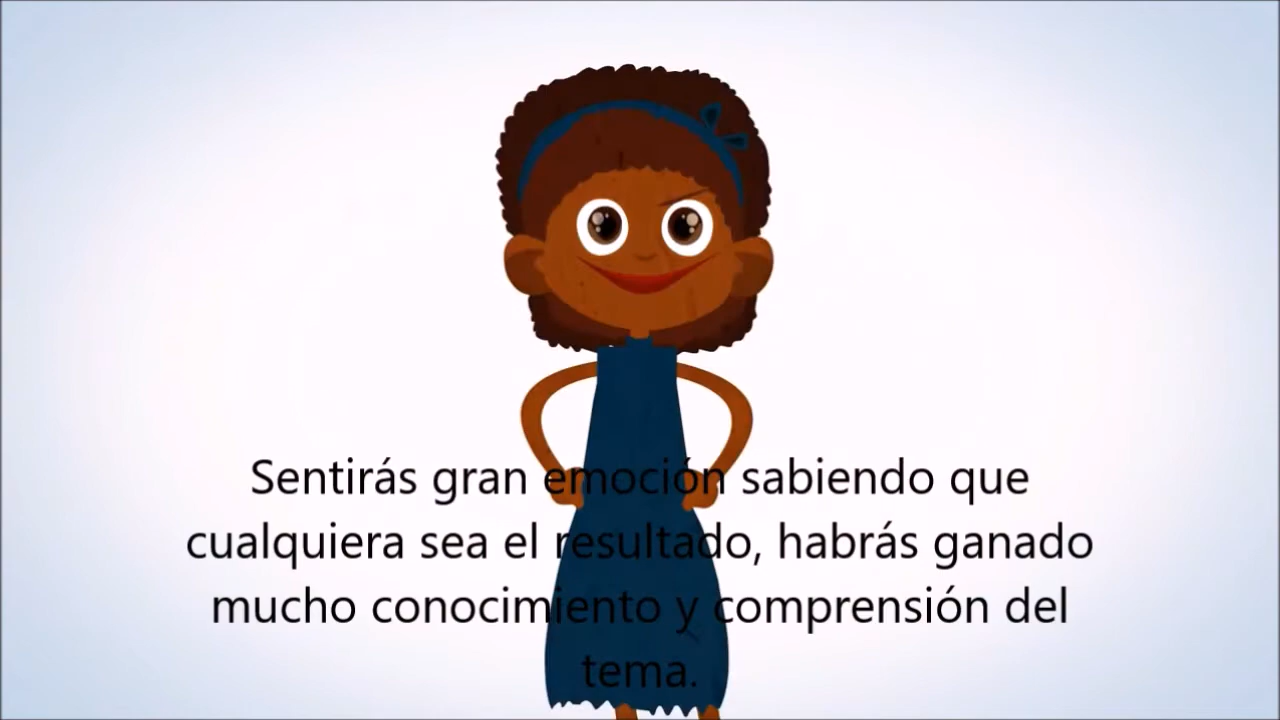 Sentirás gran emoción sabiendo que
cualquiera sea el resultado, habrás ganado
mucho conocimiento y comprensión del
tema.